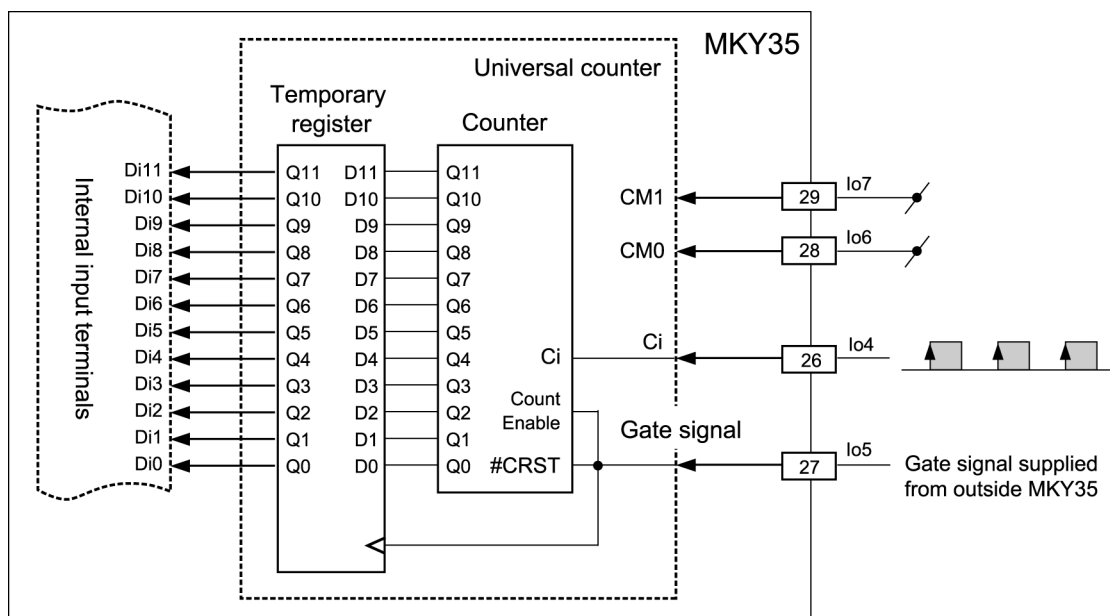 MKY35
Universal counter
Temporary
register
Counter
Internal input terminals
Di11
Q11 D11
Q11
Di10
Q10 D10
Q10
Di9
Q9 D9
Q9
Di8
Q8 D8
Q8
Di7
Q7 D7
Q7
Di6
Q6 D6
Q6
Di5
Q5 D5
Q5
Di4
Q4 D4
Q4
Di3
Q3 D3
Q3
Di2
Q2 D2
Q2
Di1
Q1 D1
Q1
Di0
Q0 D0
Q0
Ci
Count
Enable
#CRST
CM1
29
Io7
CM0
28
Io6
Ci
26
Io4
Gate signal
27
Io5
Gate signal supplied
from outside MKY35